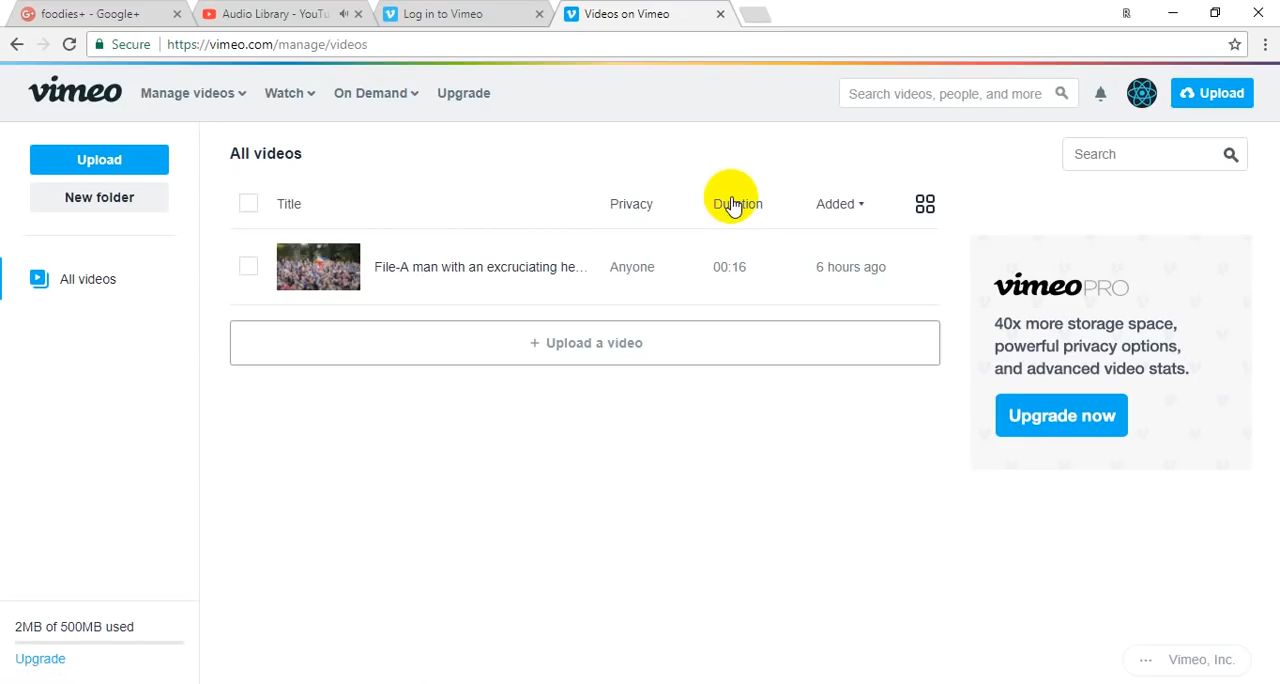 foodies+ - Google+
Audio Library - YouTu
Log in to Vimeo
Videos on Vimeo
Secure | https://vimeo.com/manage/videos
vimeo Manage videos Watch On Demand Upgrade
Search videos, people, and more
Upload
Upload
New folder
All videos
2MB of 500MB used
Upgrade
All videos
Search
Title Privacy Duration Added
File-A man with an excruciating he... Anyone 00:16 6 hours ago
+ Upload a video
vimeo PRO
40x more storage space,
powerful privacy options,
and advanced video stats.
Upgrade now
... Vimeo, Inc.